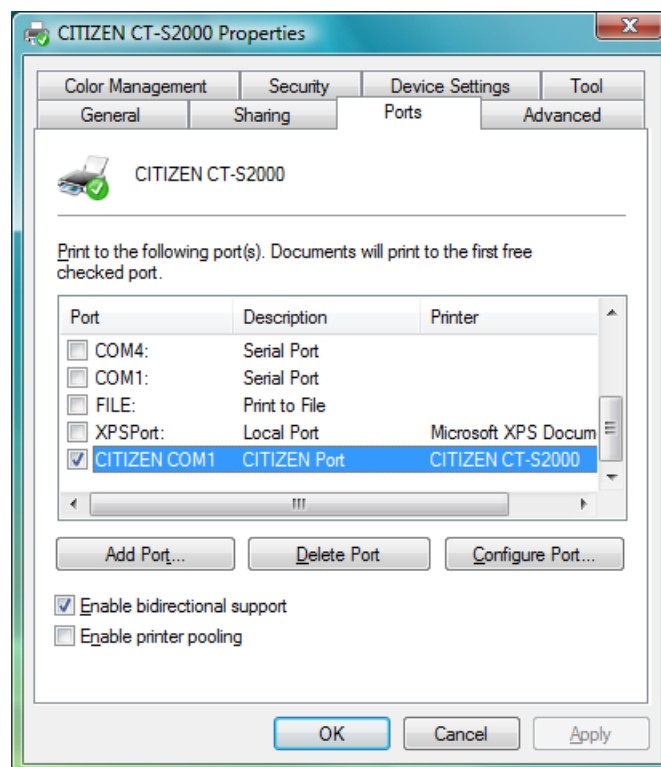 CITIZEN CT-S2000 Properties
Color Management Security Device Settings Tool
General Sharing Ports Advanced
CITIZEN CT-S2000
Print to the following port(s). Documents will print to the first free
checked port.
Port Description Printer
COM4: Serial Port
COM1: Serial Port
FILE: Print to File
XPSPort: Local Port Microsoft XPS Docum
CITIZEN COM1 CITIZEN Port CITIZEN CT-S2000
Add Port... Delete Port Configure Port...
Enable bidirectional support
Enable printer pooling
OK Cancel Apply